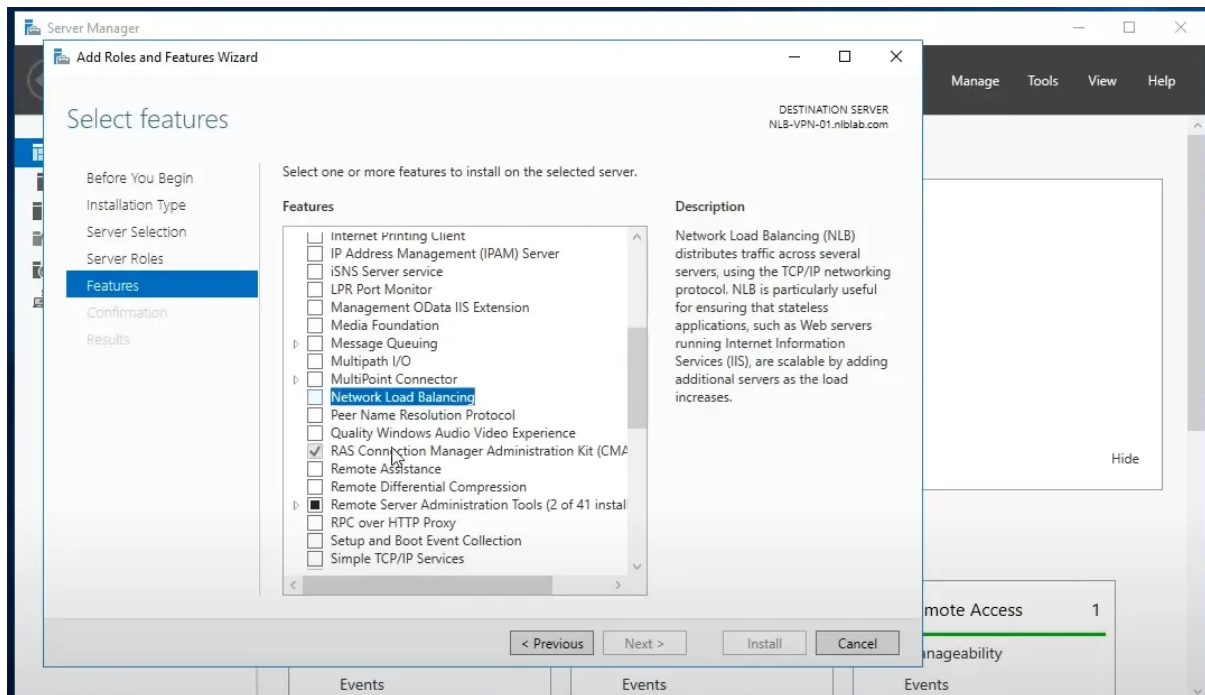 Server Manager
Add Roles and Features Wizard
Manage Tools View Help
Select features
DESTINATION SERVER
NLB-VPN-01.nlblab.com
Before You Begin
Installation Type
Server Selection
Server Roles
Features
Confirmation
Results
Select one or more features to install on the selected server.
Features
Internet Printing Client
IP Address Management (IPAM) Server
iSNS Server service
LPR Port Monitor
Management OData IIS Extension
Media Foundation
Message Queuing
Multipath I/O
MultiPoint Connector
Network Load Balancing
Peer Name Resolution Protocol
Quality Windows Audio Video Experience
RAS Connection Manager Administration Kit (CMA
Remote Assistance
Remote Differential Compression
Remote Server Administration Tools (2 of 41 instal
RPC over HTTP Proxy
Setup and Boot Event Collection
Simple TCP/IP Services
Description
Network Load Balancing (NLB)
distributes traffic across several
servers, using the TCP/IP networking
protocol. NLB is particularly useful
for ensuring that stateless
applications, such as Web servers
running Internet Information
Services (IIS), are scalable by adding
additional servers as the load
increases.
Hide
< Previous
Next >
Install
Cancel
mote Access 1
nageability
Events
Events
Events